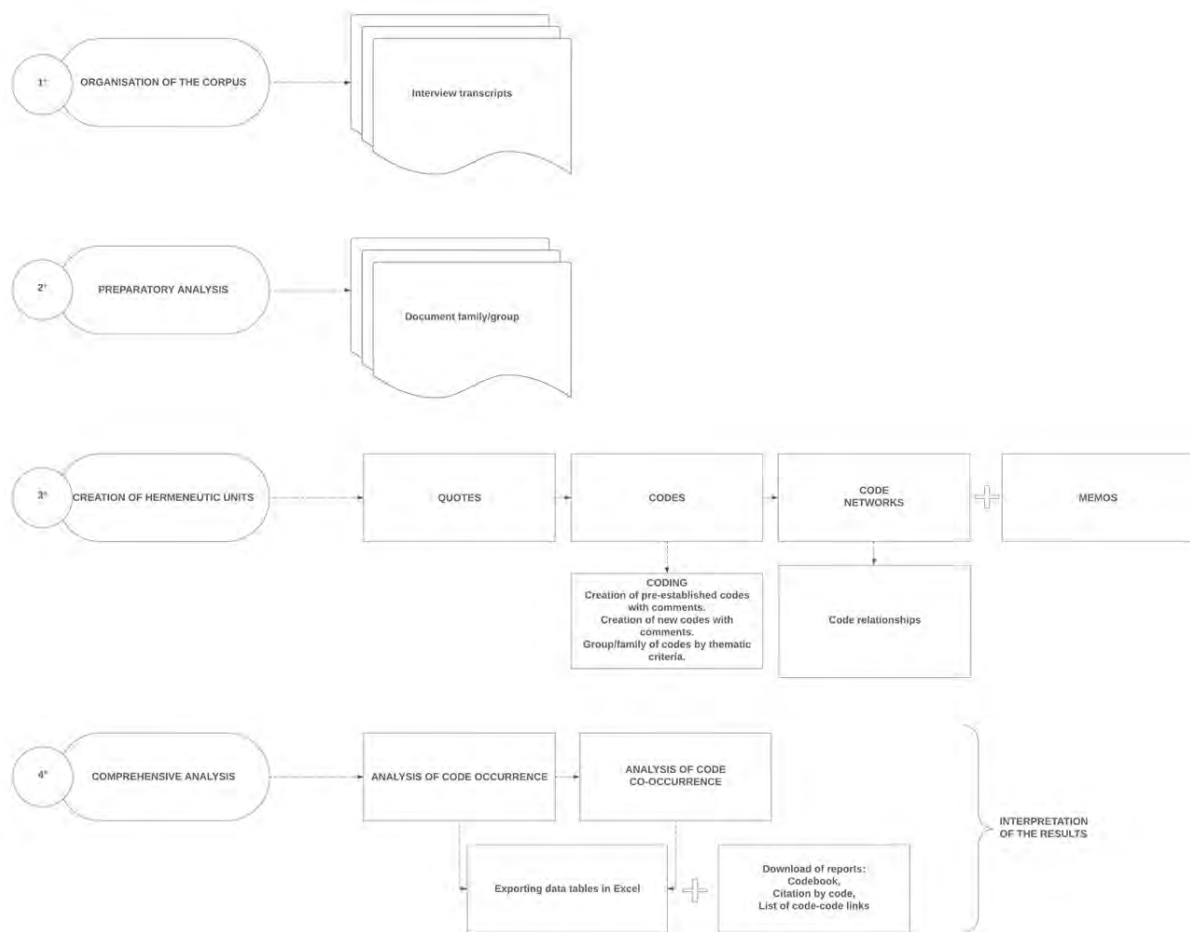 1º
ORGANISATION OF THE CORPUS
Interview transcripts
2º
PREPARATORY ANALYSIS
Document family/group
3º
CREATION OF HERMENEUTIC UNITS
QUOTES
CODES
CODE
NETWORKS
MEMOS
CODING
Creation of pre-established codes
with comments.
Creation of new codes with
comments.
Group/family of codes by thematic
criteria.
Code relationships
4º
COMPREHENSIVE ANALYSIS
ANALYSIS OF CODE OCCURRENCE
ANALYSIS OF CODE
CO-OCCURRENCE
Exporting data tables in Excel
Download of reports:
Codebook,
Citation by code,
List of code-code links
INTERPRETATION
OF THE RESULTS